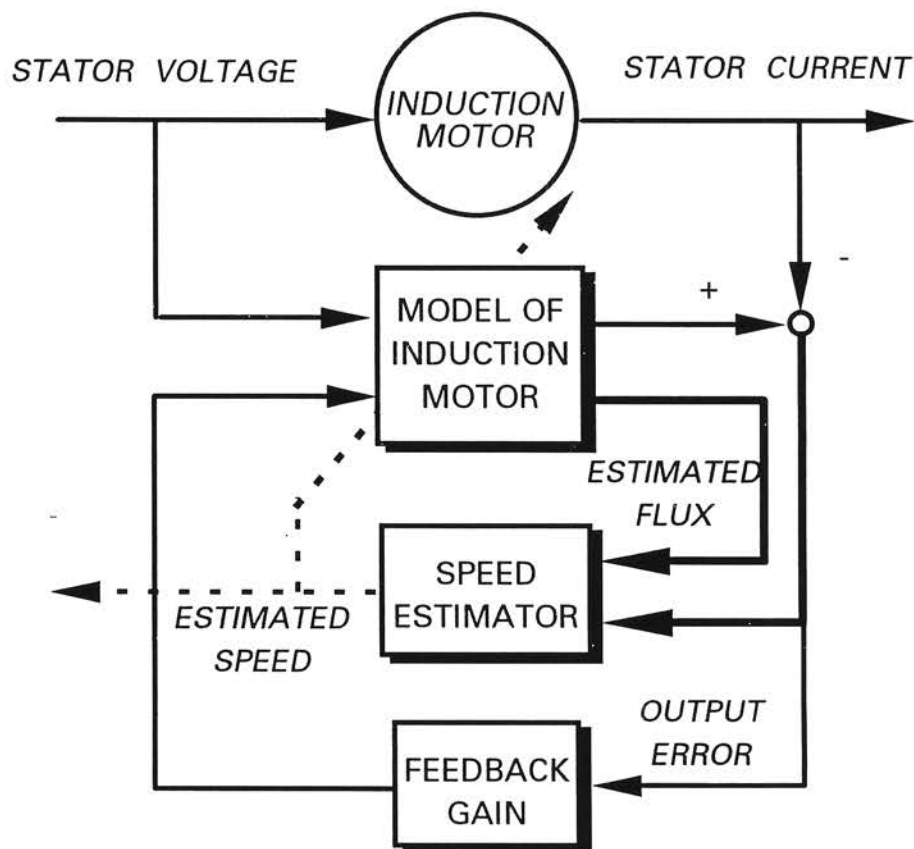 STATOR VOLTAGE
STATOR CURRENT
INDUCTION
MOTOR
-
+
MODEL OF
INDUCTION
MOTOR
ESTIMATED
FLUX
SPEED
ESTIMATOR
ESTIMATED
SPEED
OUTPUT
ERROR
FEEDBACK
GAIN